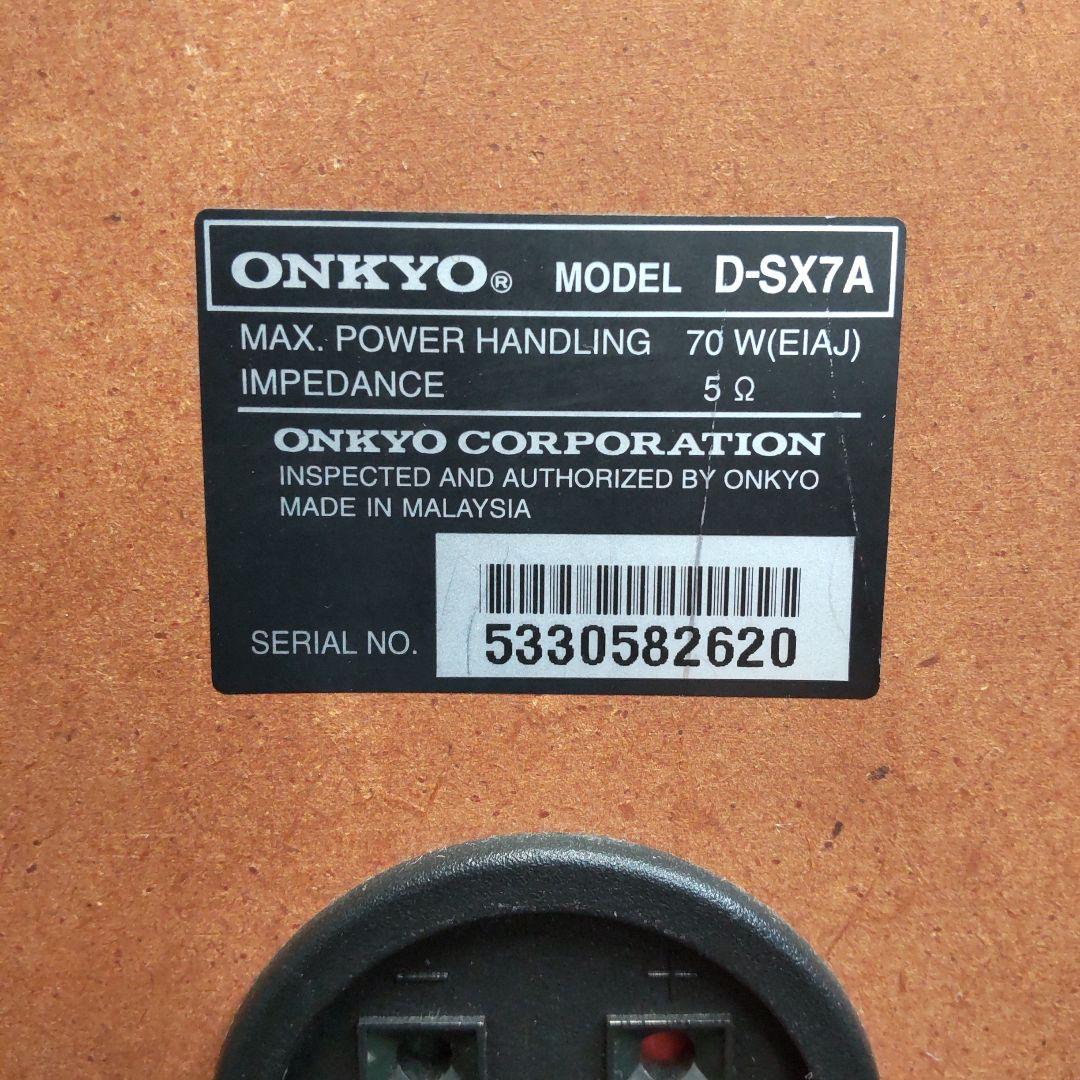 ONKYO® MODEL D-SX7A
MAX. POWER HANDLING 70 W(EIAJ)
IMPEDANCE 5 Ω
ONKYO CORPORATION
INSPECTED AND AUTHORIZED BY ONKYO
MADE IN MALAYSIA
SERIAL NO. 5330582620
− +